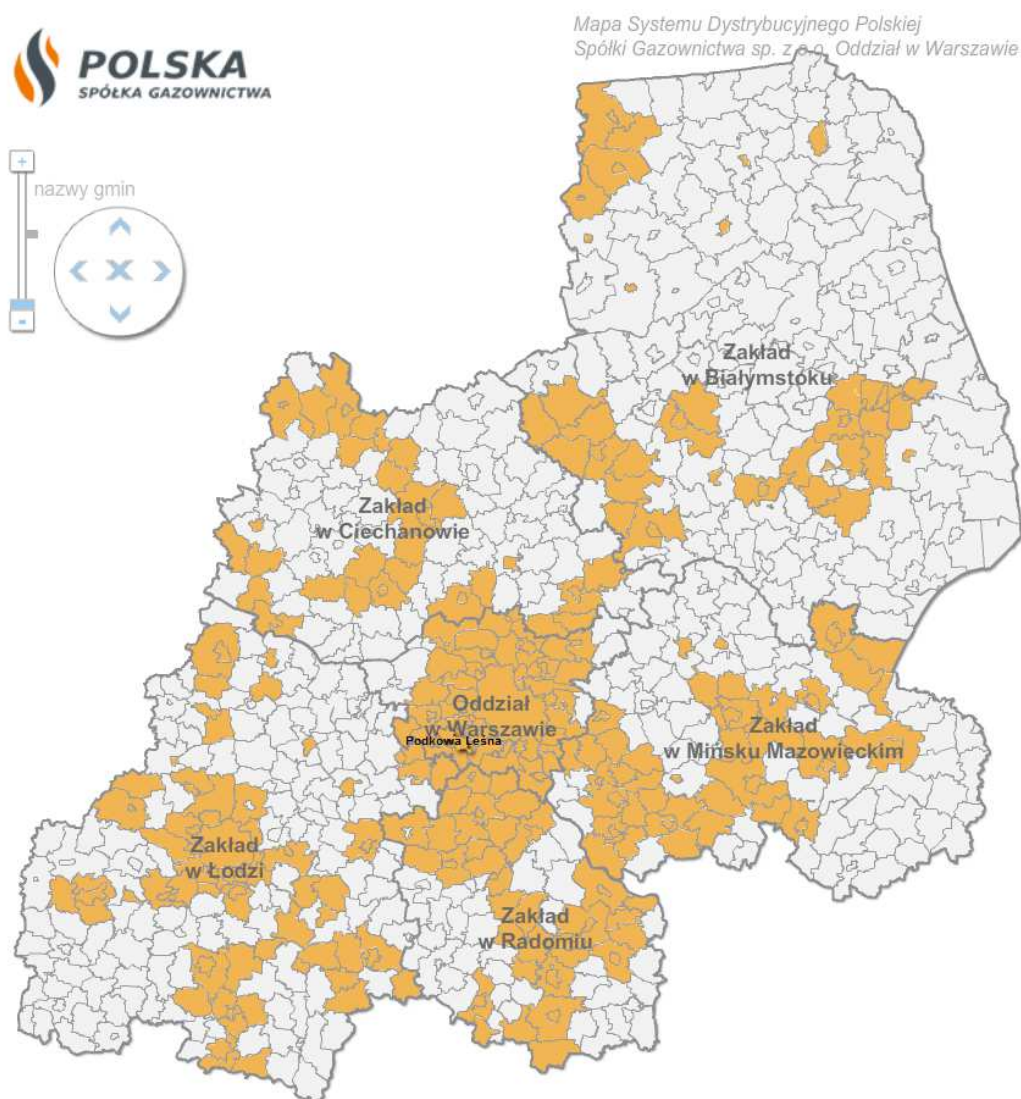 Mapa Systemu Dystrybucyjnego Polskiej
Spółki Gazownictwa sp. z o.o. Oddział w Warszawie
POLSKA
SPÓŁKA GAZOWNICTWA
+
nazwy gmin
-
Zakład
w Białymstoku
Zakład
w Ciechanowie
Oddział
w Warszawie
Podkowa Leśna
Zakład
w Mińsku Mazowieckim
Zakład
w Łodzi
Zakład
w Radomiu